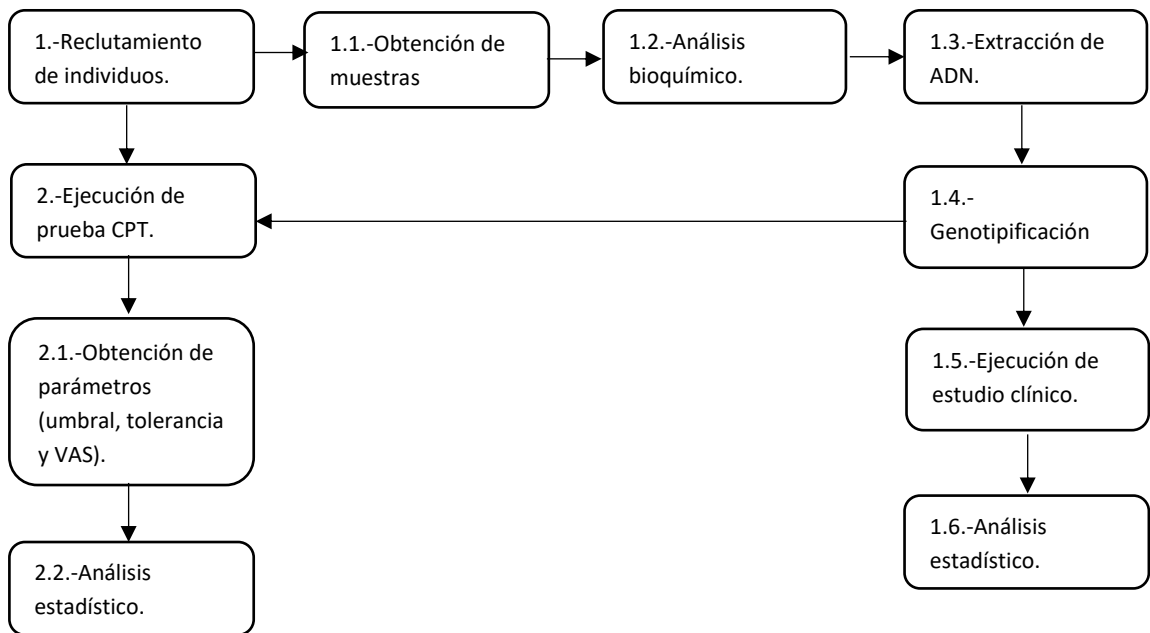 1.-Reclutamiento
de individuos.
1.1.-Obtención de
muestras
1.2.-Análisis
bioquímico.
1.3.-Extracción de
ADN.
2.-Ejecución de
prueba CPT.
1.4.-
Genotipificación
2.1.-Obtención de
parámetros
(umbral, tolerancia
y VAS).
1.5.-Ejecución de
estudio clínico.
2.2.-Análisis
estadístico.
1.6.-Análisis
estadístico.